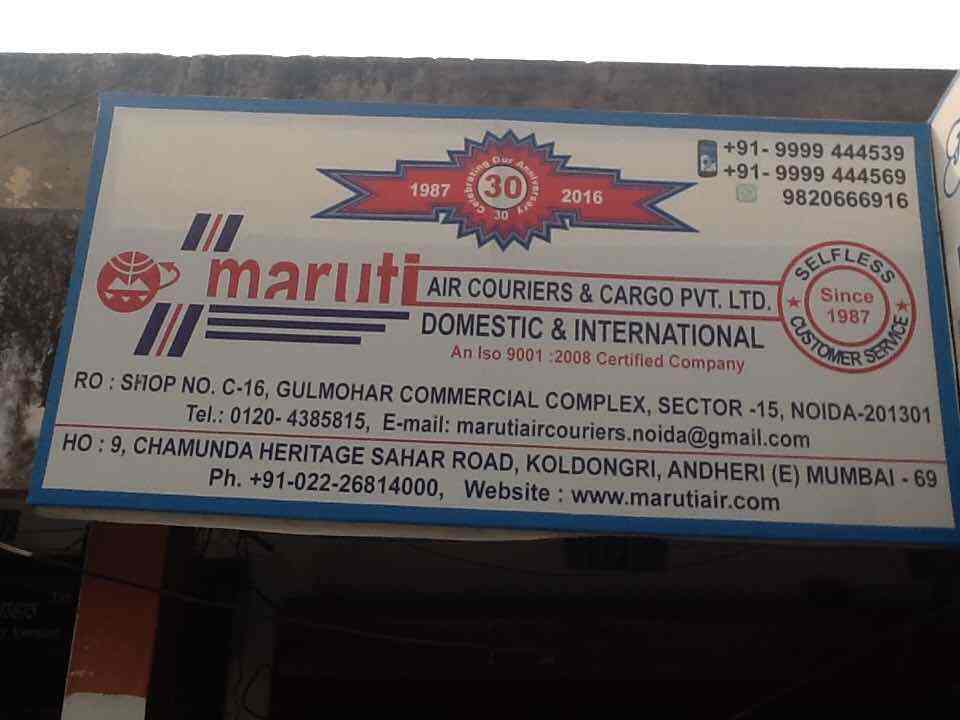 +91- 9999 444539
+91- 9999 444569
9820666916
1987
Celebrating Our Anniversary
30
30
2016
maruti AIR COURIERS & CARGO PVT. LTD.
DOMESTIC & INTERNATIONAL
An Iso 9001 :2008 Certified Company
SELFLESS
Since
1987
CUSTOMER SERVICE
RO : SHOP NO. C-16, GULMOHAR COMMERCIAL COMPLEX, SECTOR -15, NOIDA-201301
Tel.: 0120- 4385815, E-mail: marutiaircouriers.noida@gmail.com
HO : 9, CHAMUNDA HERITAGE SAHAR ROAD, KOLDONGRI, ANDHERI (E) MUMBAI - 69
Ph. +91-022-26814000, Website : www.marutiair.com